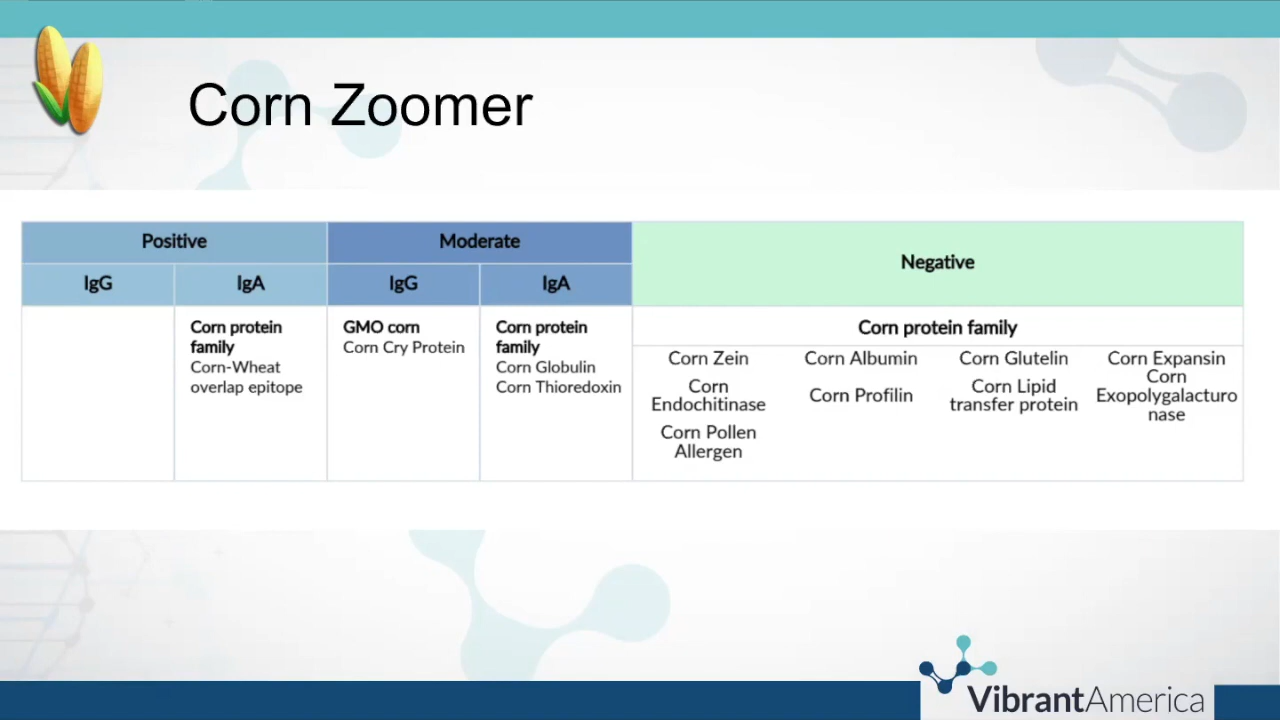 Corn Zoomer
Positive
Moderate
Negative
IgG
IgA
IgG
IgA
Corn protein
family
Corn-Wheat
overlap epitope
GMO corn
Corn Cry Protein
Corn protein
family
Corn Globulin
Corn Thioredoxin
Corn protein family
Corn Zein
Corn Albumin
Corn Glutelin
Corn Expansin
Corn
Endochitinase
Corn Profilin
Corn Lipid
transfer protein
Corn
Exopolygalacturo
nase
Corn Pollen
Allergen
VibrantAmerica